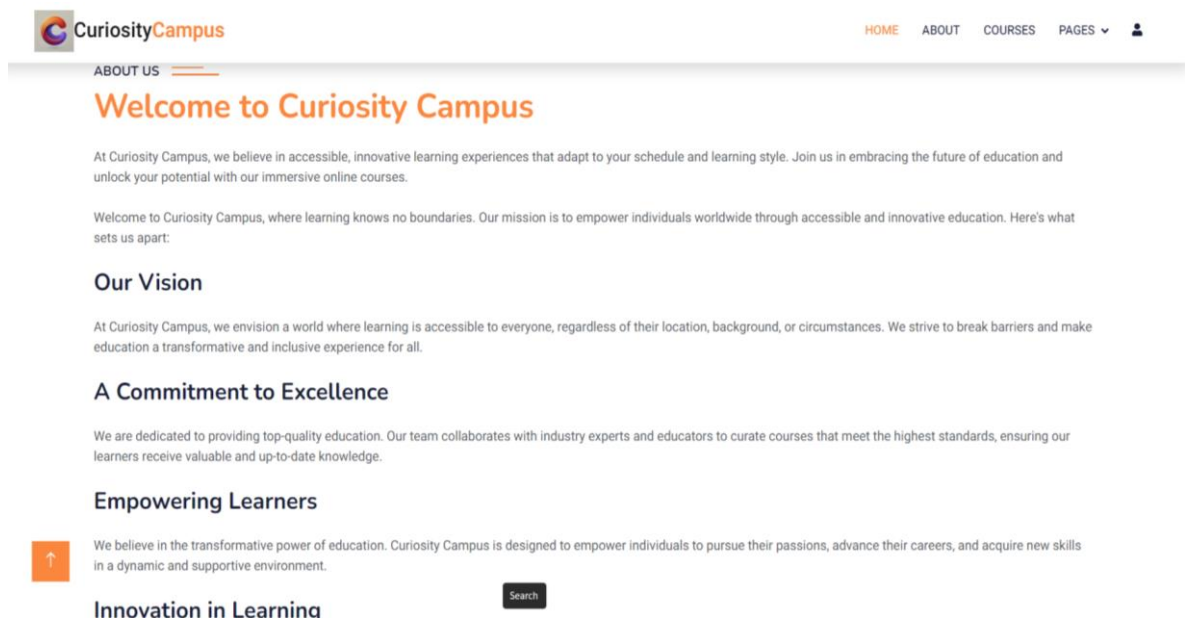 CuriosityCampus
HOME ABOUT COURSES PAGES
ABOUT US
Welcome to Curiosity Campus
At Curiosity Campus, we believe in accessible, innovative learning experiences that adapt to your schedule and learning style. Join us in embracing the future of education and
unlock your potential with our immersive online courses.
Welcome to Curiosity Campus, where learning knows no boundaries. Our mission is to empower individuals worldwide through accessible and innovative education. Here's what
sets us apart:
Our Vision
At Curiosity Campus, we envision a world where learning is accessible to everyone, regardless of their location, background, or circumstances. We strive to break barriers and make
education a transformative and inclusive experience for all.
A Commitment to Excellence
We are dedicated to providing top-quality education. Our team collaborates with industry experts and educators to curate courses that meet the highest standards, ensuring our
learners receive valuable and up-to-date knowledge.
Empowering Learners
We believe in the transformative power of education. Curiosity Campus is designed to empower individuals to pursue their passions, advance their careers, and acquire new skills
in a dynamic and supportive environment.
Search
Innovation in Learning